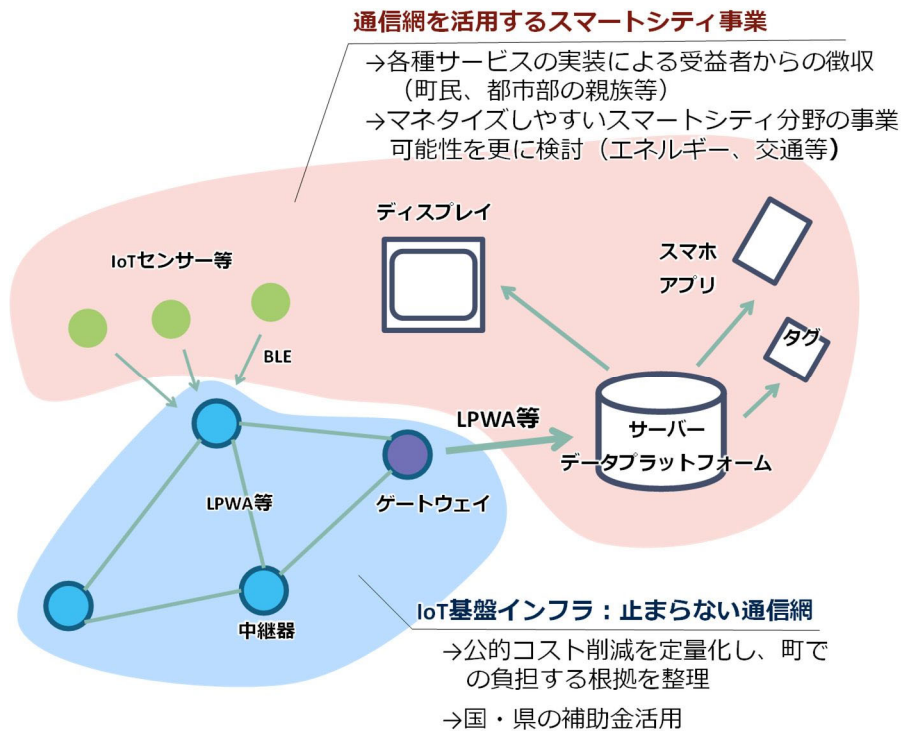 通信網を活用するスマートシティ事業
→各種サービスの実装による受益者からの徴収
（町民、都市部の親族等）
→マネタイズしやすいスマートシティ分野の事業
可能性を更に検討（エネルギー、交通等）
ディスプレイ
スマホ
アプリ
IoTセンサー等
タグ
BLE
LPWA等
サーバー
データプラットフォーム
LPWA等
ゲートウェイ
中継器
IoT基盤インフラ：止まらない通信網
→公的コスト削減を定量化し、町で
の負担する根拠を整理
→国・県の補助金活用